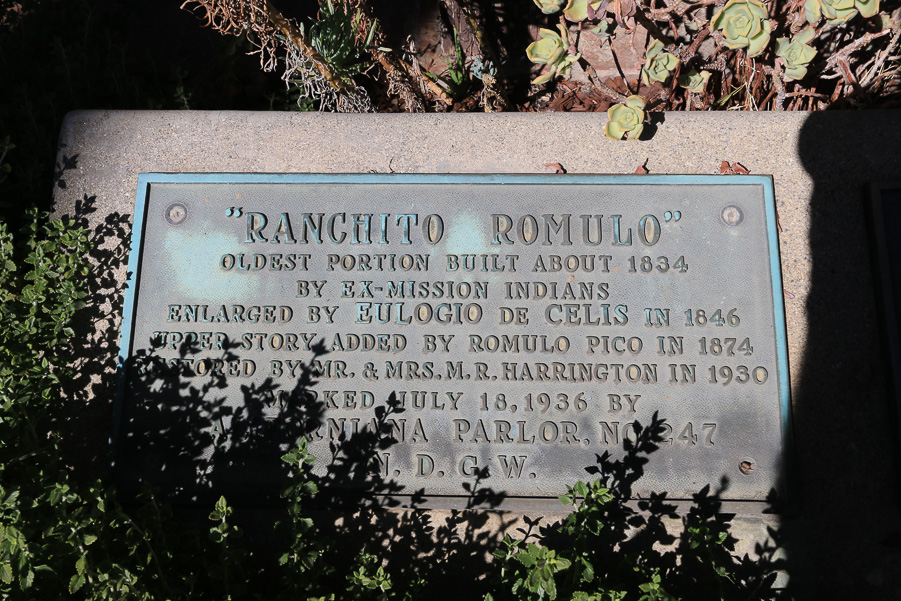 "RANCHITO ROMULO"
OLDEST PORTION BUILT ABOUT 1834
BY EX-MISSION INDIANS
ENLARGED BY EULOGIO DE CELIS IN 1846
UPPER STORY ADDED BY ROMULO PICO IN 1874
RESTORED BY MR. & MRS. M. R. HARRINGTON IN 1930
MARKED JULY 18, 1936 BY
PARLOR, NO. 247
N. D. G. W.